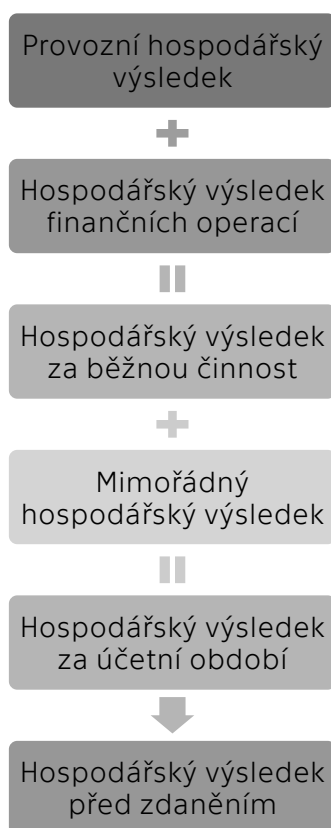 Provozní hospodářský
výsledek
Hospodářský výsledek
finančních operací
Hospodářský výsledek
za běžnou činnost
Mimořádný
hospodářský výsledek
Hospodářský výsledek
za účetní období
Hospodářský výsledek
před zdaněním